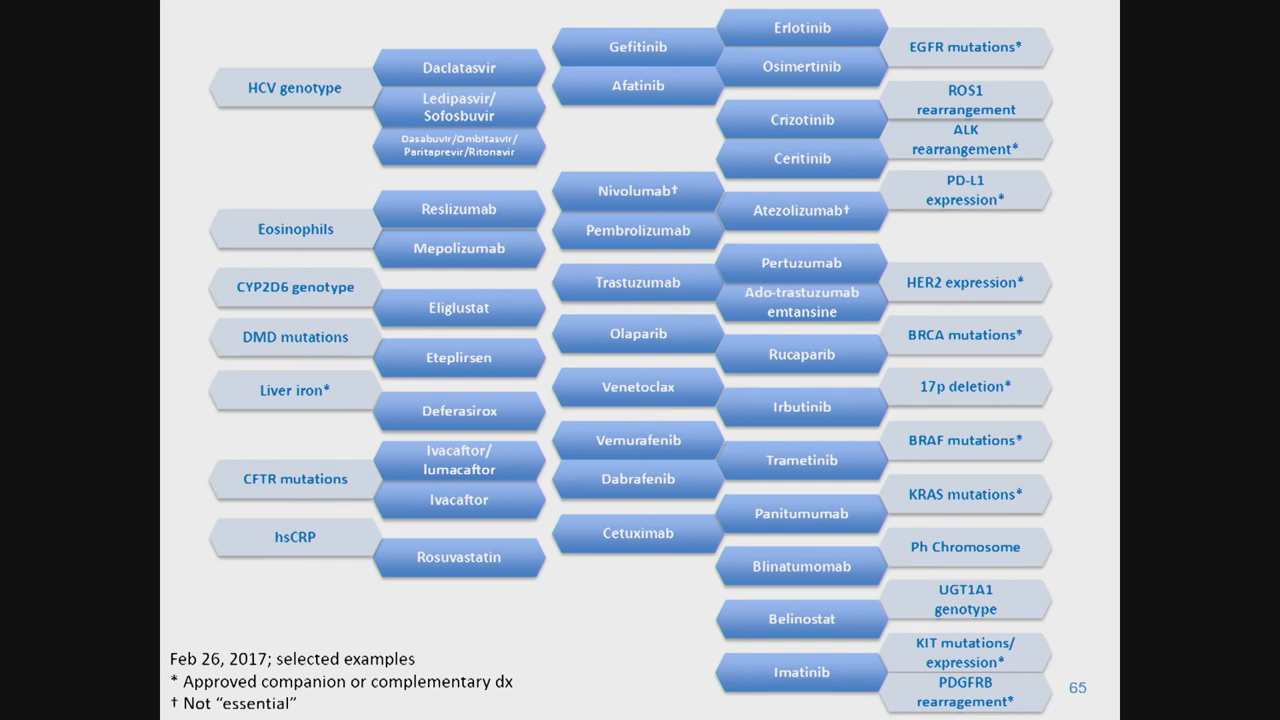 HCV genotype
Daclatasvir
Ledipasvir/
Sofosbuvir
Dasabuvir/Ombitasvir/
Paritaprevir/Ritonavir
Eosinophils
Reslizumab
Mepolizumab
CYP2D6 genotype
Eliglustat
DMD mutations
Eteplirsen
Liver iron*
Deferasirox
CFTR mutations
Ivacaftor/
lumacaftor
Ivacaftor
hsCRP
Rosuvastatin
Gefitinib
Afatinib
Erlotinib
Osimertinib
EGFR mutations*
Crizotinib
Ceritinib
ROS1
rearrangement
ALK
rearrangement*
Nivolumab†
Pembrolizumab
Atezolizumab†
PD-L1
expression*
Trastuzumab
Pertuzumab
Ado-trastuzumab
emtansine
HER2 expression*
Olaparib
Rucaparib
BRCA mutations*
Venetoclax
Irbutinib
17p deletion*
Vemurafenib
Dabrafenib
Trametinib
BRAF mutations*
Cetuximab
Panitumumab
KRAS mutations*
Blinatumomab
Ph Chromosome
Belinostat
UGT1A1
genotype
Imatinib
KIT mutations/
expression*
PDGFRB
rearragement*
Feb 26, 2017; selected examples
* Approved companion or complementary dx
† Not “essential”
65